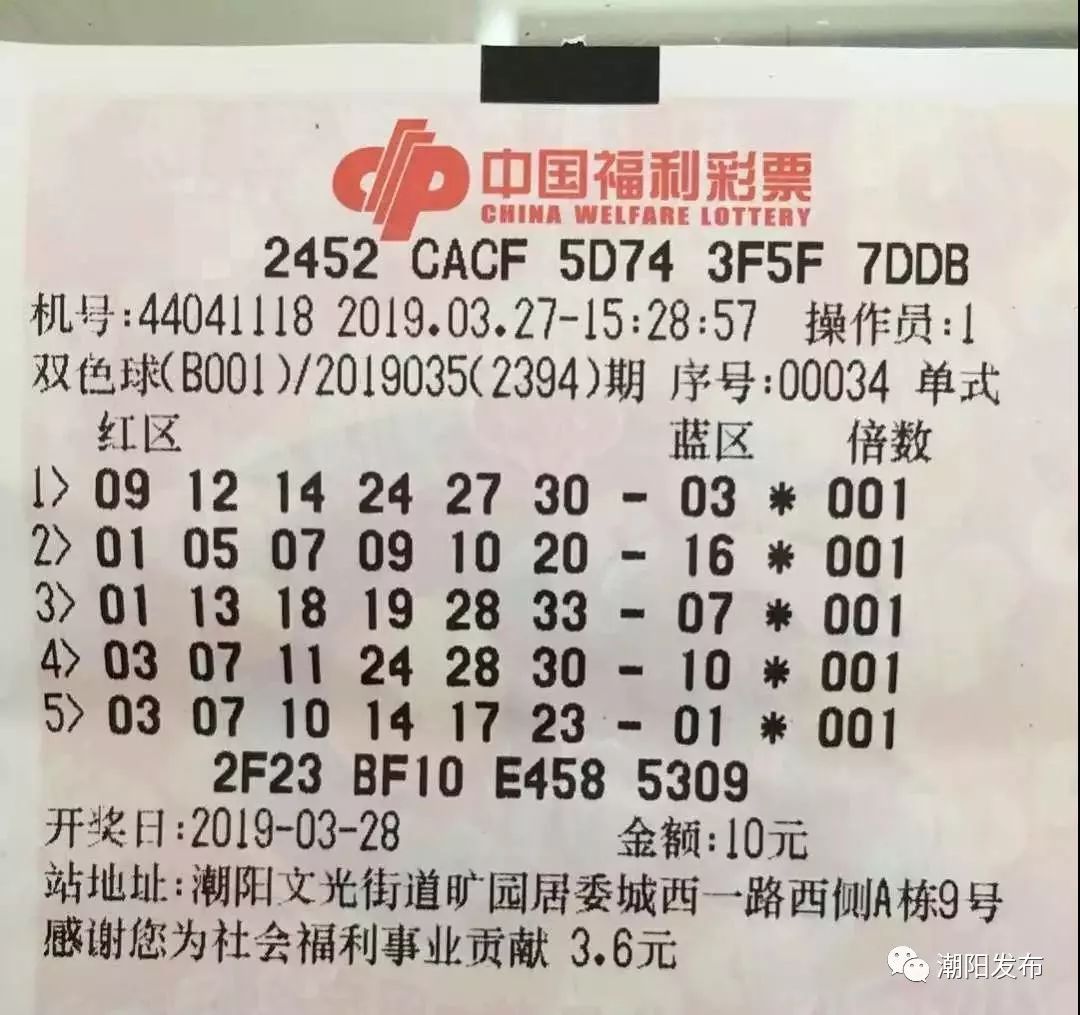 中国福利彩票
CHINA WELFARE LOTTERY
2452 CACF 5D74 3F5F 7DDB
机号:44041118 2019.03.27-15:28:57 操作员:1
双色球(B001)/2019035(2394)期 序号:00034 单式
红区 蓝区 倍数
1> 09 12 14 24 27 30 - 03 * 001
2> 01 05 07 09 10 20 - 16 * 001
3> 01 13 18 19 28 33 - 07 * 001
4> 03 07 11 24 28 30 - 10 * 001
5> 03 07 10 14 17 23 - 01 * 001
2F23 BF10 E458 5309
开奖日:2019-03-28 金额:10元
站地址:潮阳文光街道旷园居委城西一路西侧A栋9号
感谢您为社会福利事业贡献 3.6元
潮阳发布